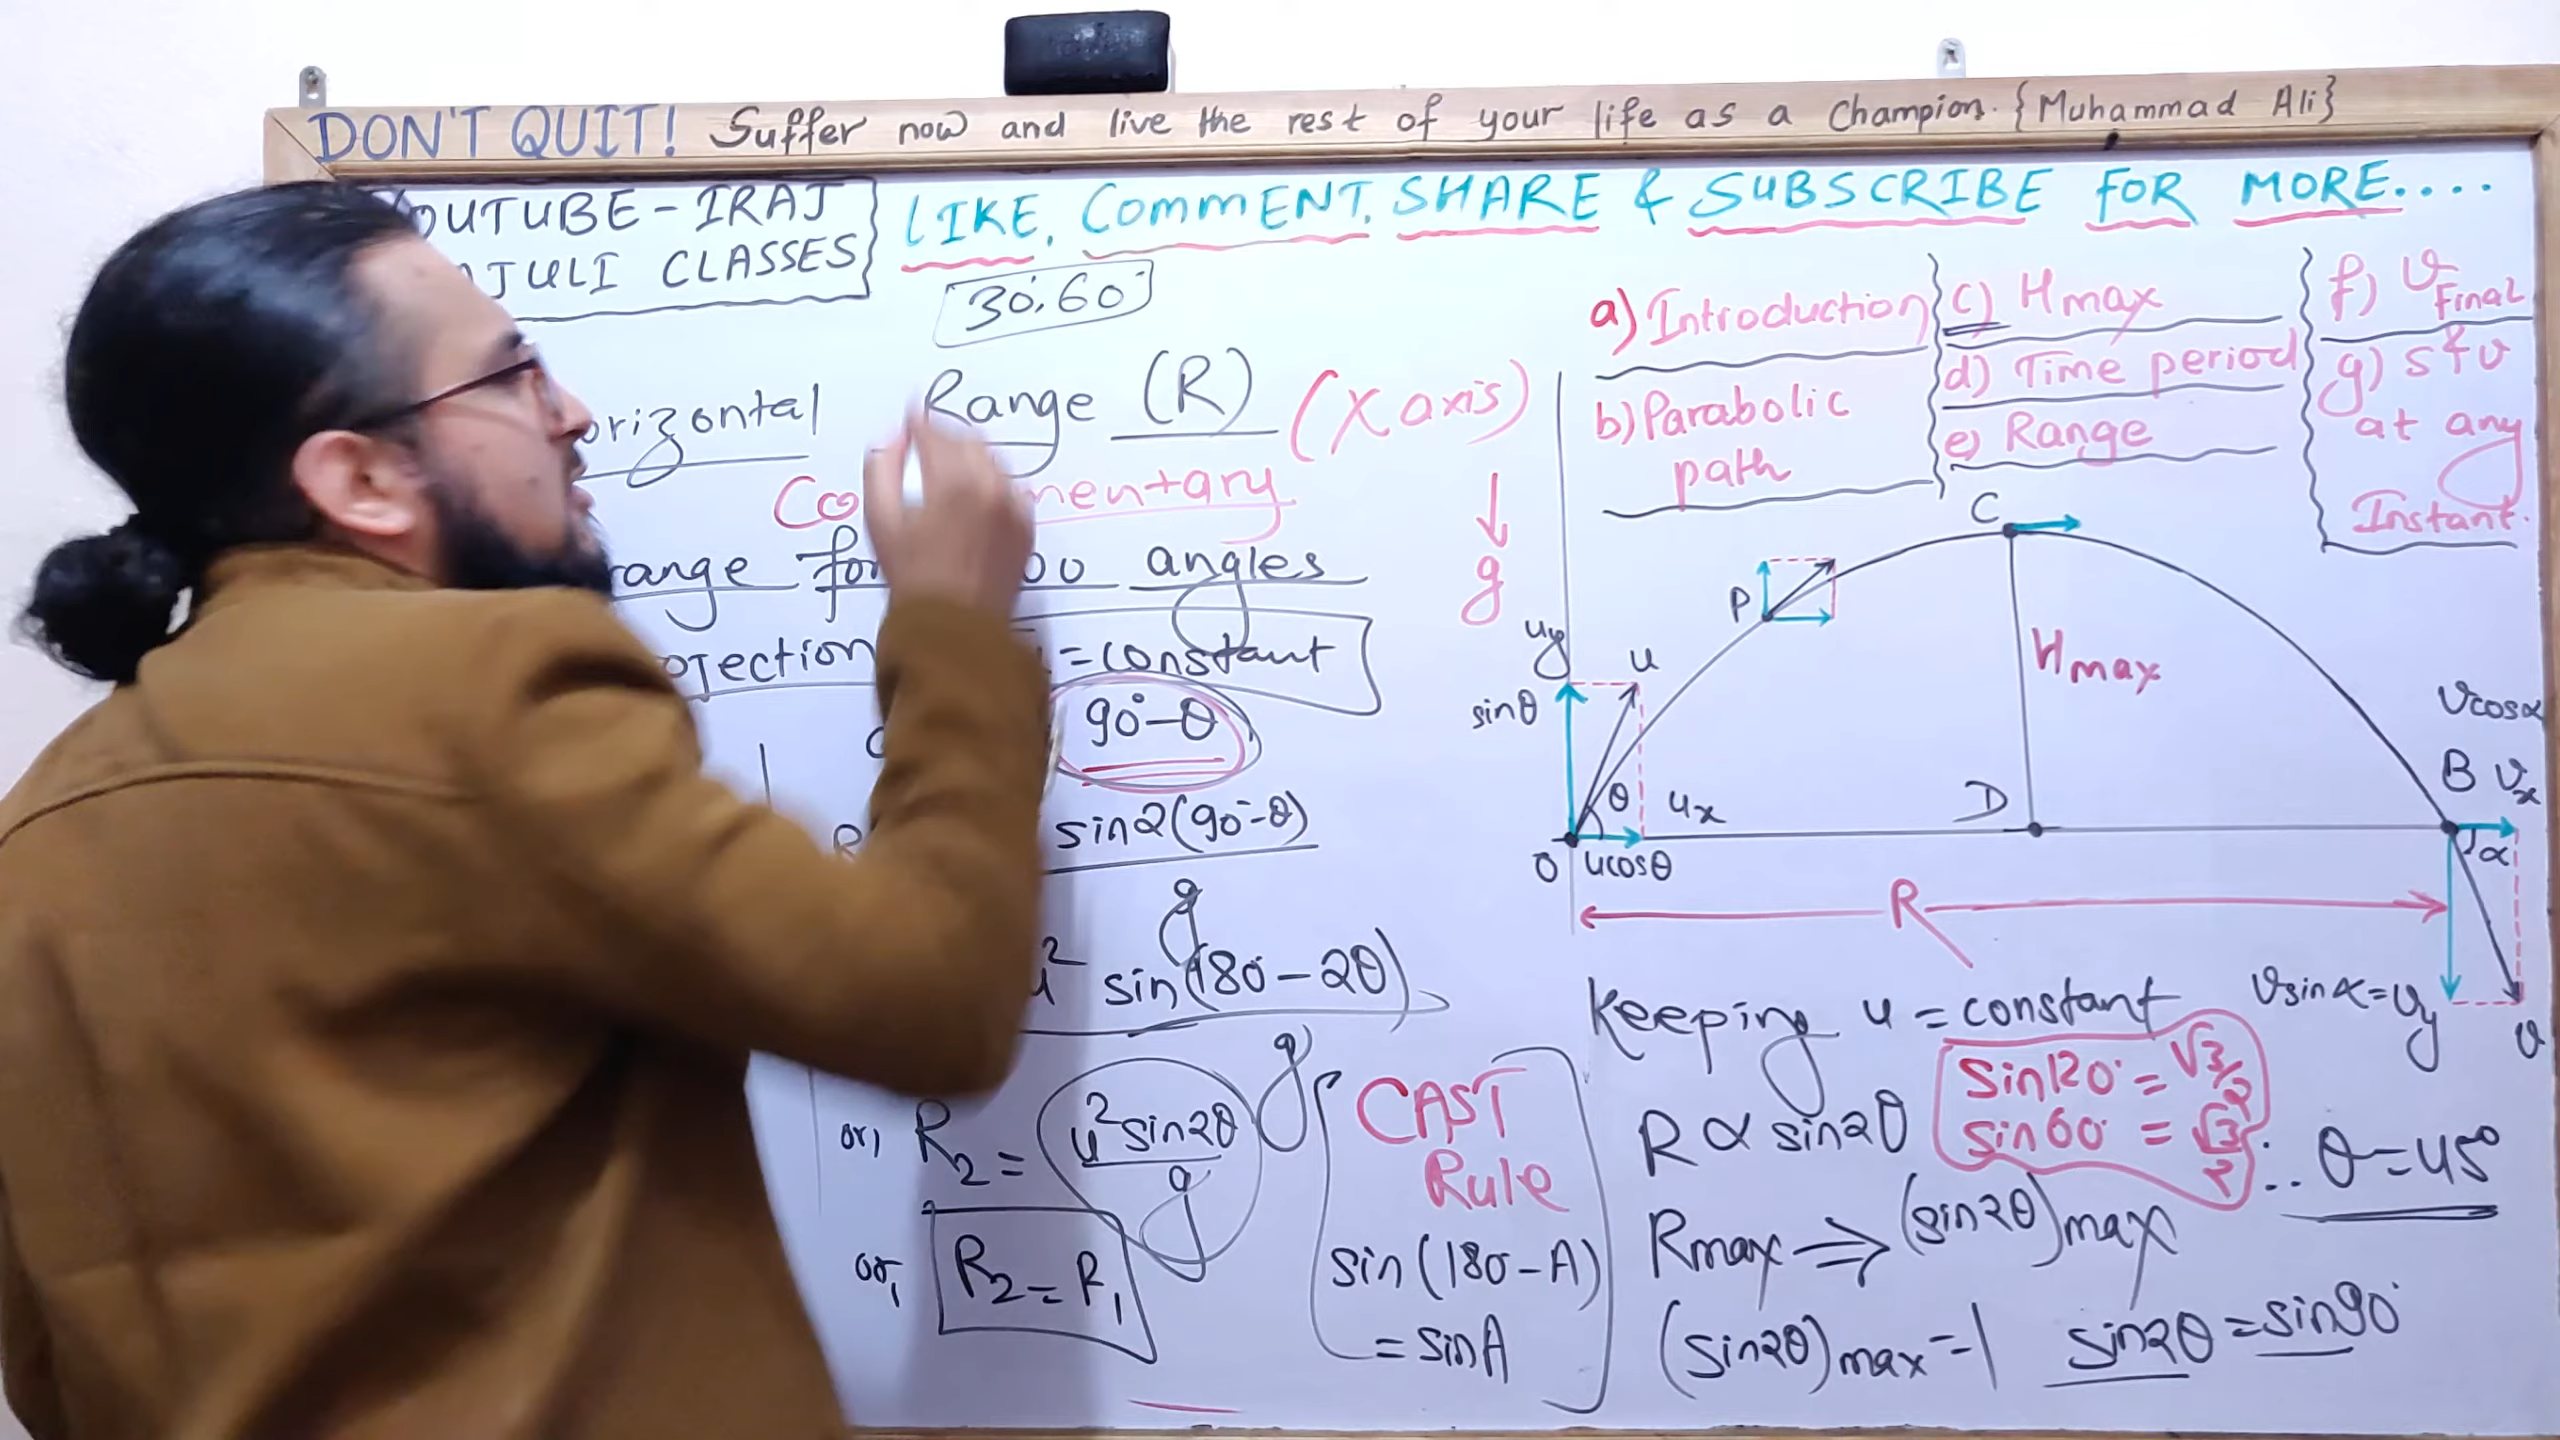 DON'T QUIT! Suffer now and live the rest of your life as a Champion. {Muhammad Ali}
OUTUBE - IRAJ
AJULI CLASSES
LIKE, COMMENT, SHARE & SUBSCRIBE FOR MORE....
30°, 60°
orizontal Range (R) (X axis)
Co mentary
range for angles
ojection = constant
90° - θ
sin2(90° - θ)
g
u² sin(180 - 2θ)
g
or, R₂ = u² sin2θ
g
or, R₂ = R₁
CAST
Rule
sin(180 - A)
= sinA
↓
g
a) Introduction
b) Parabolic
path
c) Hmax
d) Time period
e) Range
f) v Final
g) s & v
at any
Instant.
C
P
uy
u
sinθ
Hmax
vcosα
B vx
θ
ux
D
O
ucosθ
α
R
vsinα = vy
v
Keeping u = constant
Sin120° = √3/2
Sin60° = √3/2
R ∝ sin2θ
∴ θ = 45°
Rmax ⇒ (sin2θ)max
(sin2θ)max = 1
sin2θ = sin90°